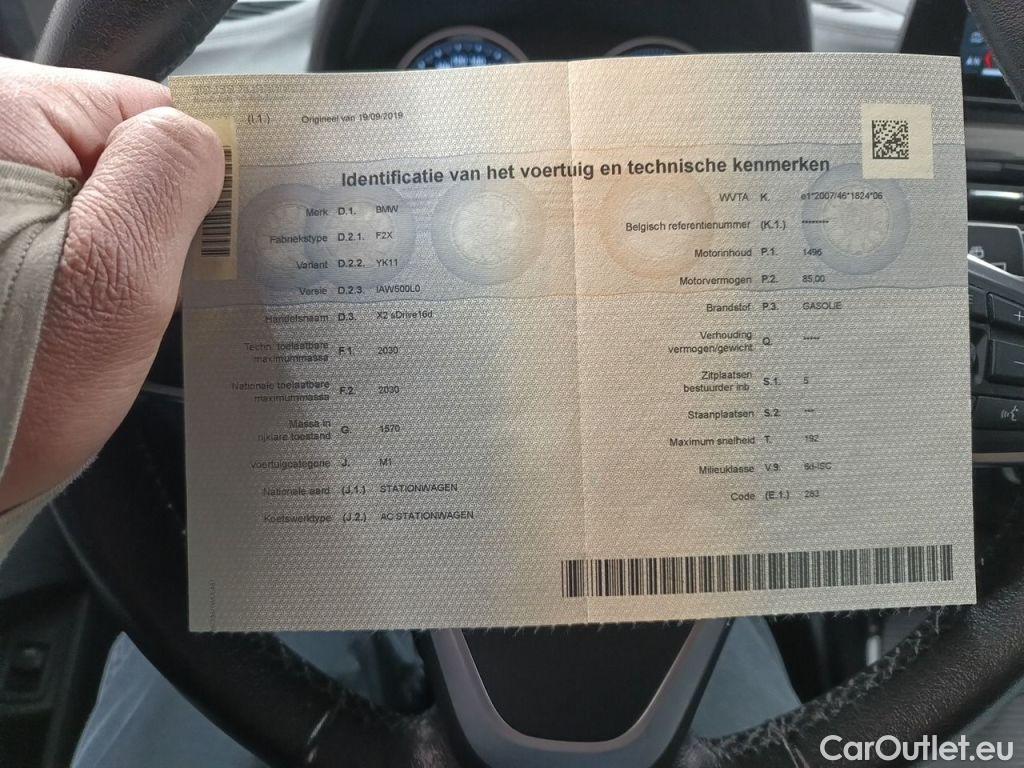 (I.1.) Origineel van 19/09/2019
Identificatie van het voertuig en technische kenmerken
Merk D.1. BMW
Fabriekstype D.2.1. F2X
Variant D.2.2. YK11
Versie D.2.3. IAW500L0
Handelsnaam D.3. X2 sDrive16d
Techn. toelaatbare
maximummassa F.1. 2030
Nationale toelaatbare
maximummassa F.2. 2030
Massa in
rijklare toestand G. 1570
Voertuigcategorie J. M1
Nationale aard (J.1.) STATIONWAGEN
Koetswerktype (J.2.) AC STATIONWAGEN
WVTA K. e1*2007/46*1824*06
Belgisch referentienummer (K.1.) ********
Motorinhoud P.1. 1496
Motorvermogen P.2. 85,00
Brandstof P.3. GASOLIE
Verhouding
vermogen/gewicht Q. *****
Zitplaatsen
bestuurder inb. S.1. 5
Staanplaatsen S.2. ***
Maximum snelheid T. 192
Milieuklasse V.9. 6d-ISC
Code (E.1.) 283
CarOutlet.eu